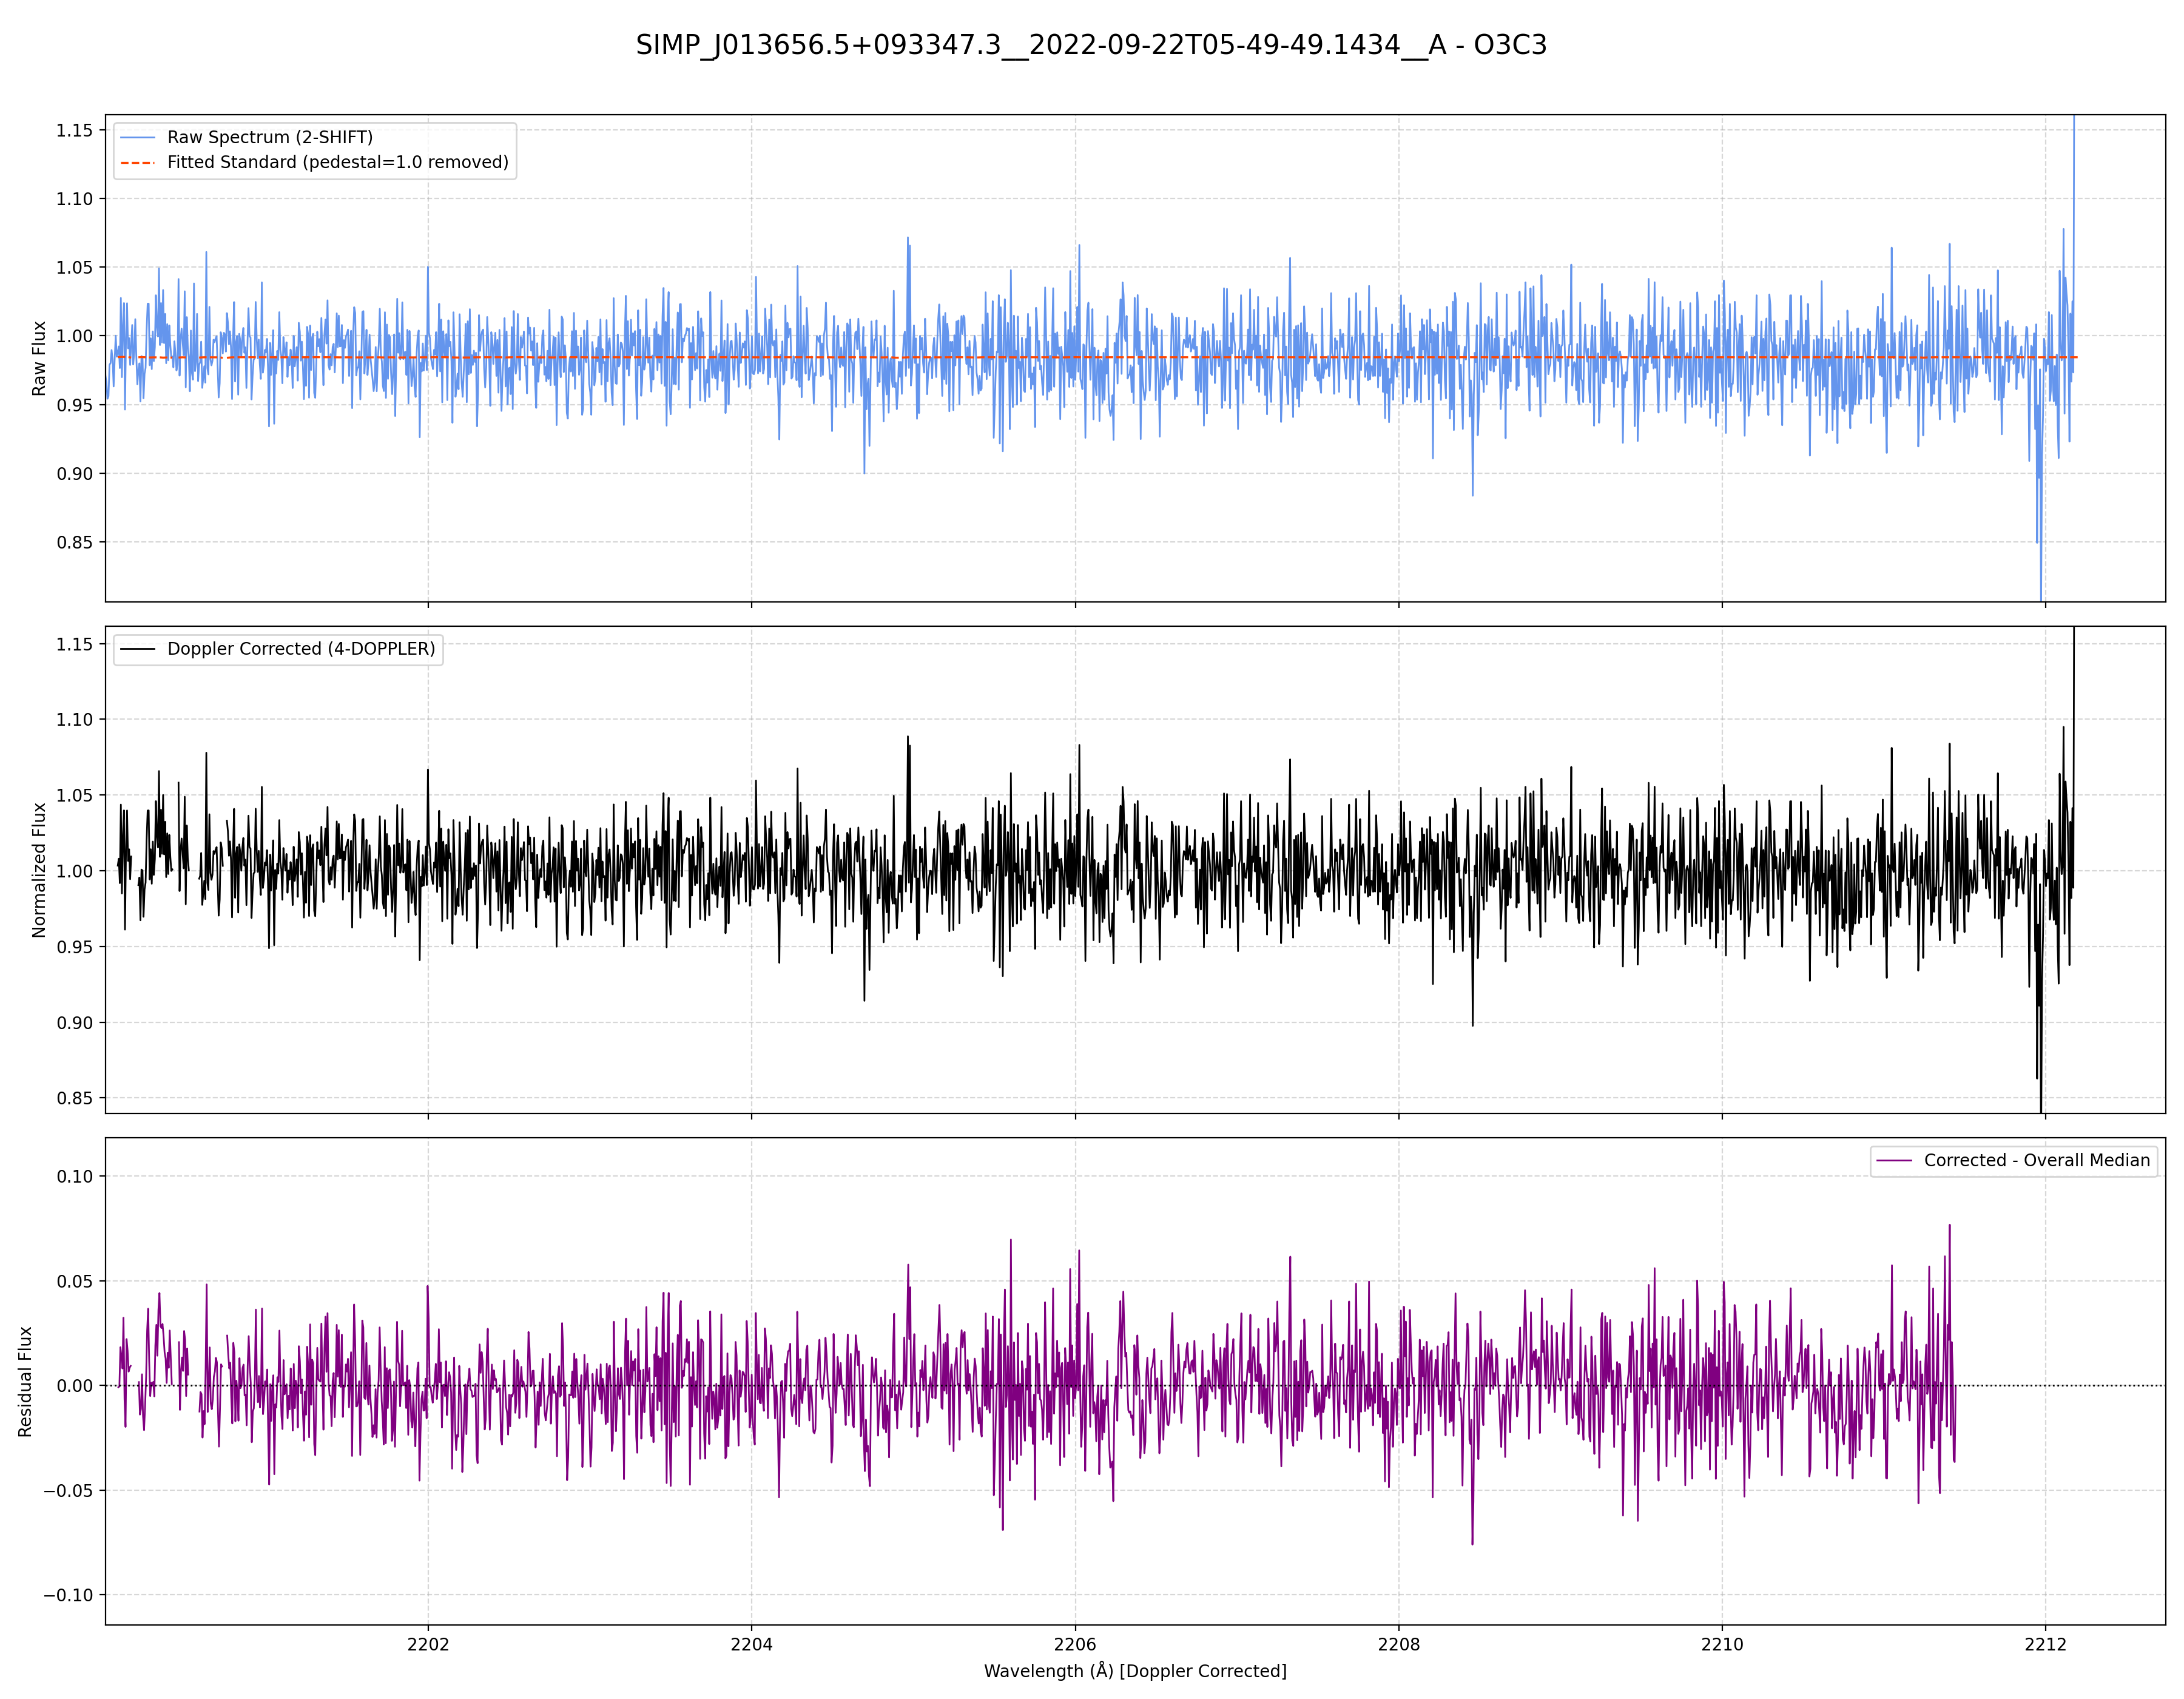 SIMP_J013656.5+093347.3__2022-09-22T05-49-49.1434__A - O3C3
Raw Spectrum (2-SHIFT)
Fitted Standard (pedestal=1.0 removed)
Raw Flux
1.15
1.10
1.05
1.00
0.95
0.90
0.85
Doppler Corrected (4-DOPPLER)
Normalized Flux
1.15
1.10
1.05
1.00
0.95
0.90
0.85
Corrected - Overall Median
Residual Flux
0.10
0.05
0.00
−0.05
−0.10
2202 2204 2206 2208 2210 2212
Wavelength (Å) [Doppler Corrected]